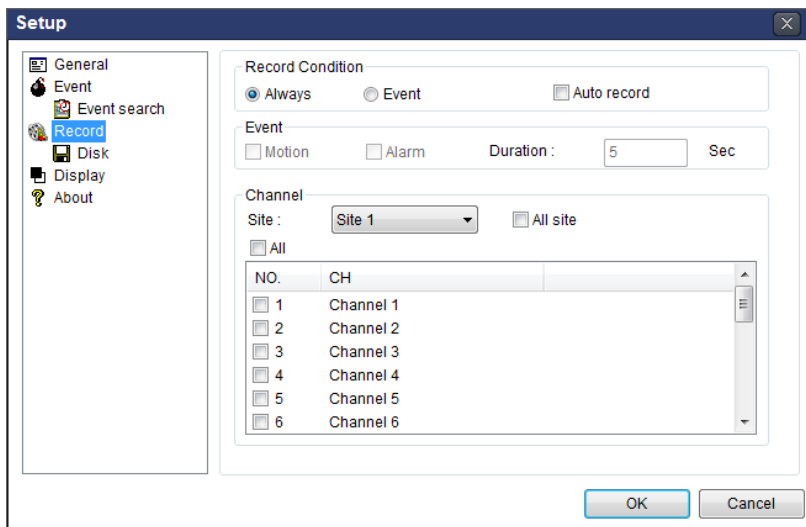 Setup
General
Event
Event search
Record
Disk
Display
About
Record Condition
Always Event Auto record
Event
Motion Alarm Duration : 5 Sec
Channel
Site : Site 1 All site
All
NO. CH
1 Channel 1
2 Channel 2
3 Channel 3
4 Channel 4
5 Channel 5
6 Channel 6
OK Cancel